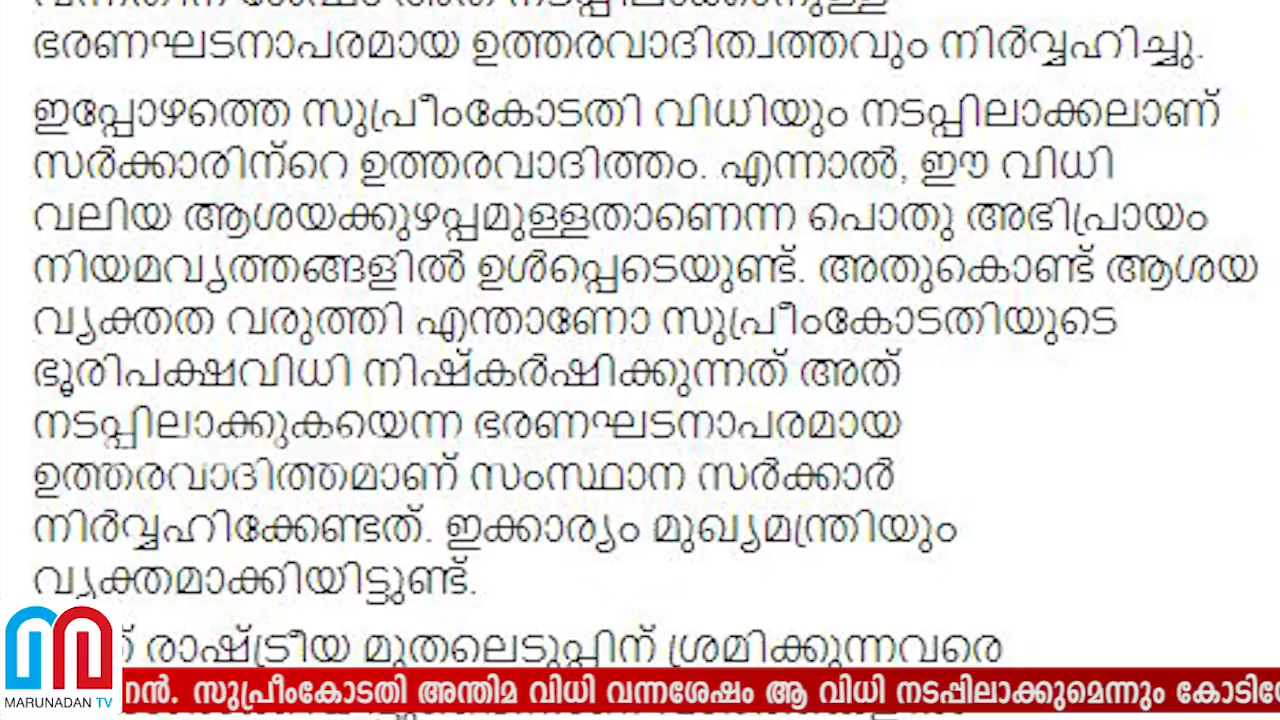 ഭരണഘടനാപരമായ ഉത്തരവാദിത്വത്തവും നിർവ്വഹിച്ചു.
ഇപ്പോഴത്തെ സുപ്രീംകോടതി വിധിയും നടപ്പിലാക്കലാണ്
സർക്കാരിന്റെ ഉത്തരവാദിത്തം. എന്നാൽ, ഈ വിധി
വലിയ ആശയക്കുഴപ്പമുള്ളതാണെന്ന പൊതു അഭിപ്രായം
നിയമവൃത്തങ്ങളിൽ ഉൾപ്പെടെയുണ്ട്. അതുകൊണ്ട് ആശയ
വ്യക്തത വരുത്തി എന്താണോ സുപ്രീംകോടതിയുടെ
ഭൂരിപക്ഷവിധി നിഷ്കർഷിക്കുന്നത് അത്
നടപ്പിലാക്കുകയെന്ന ഭരണഘടനാപരമായ
ഉത്തരവാദിത്തമാണ് സംസ്ഥാന സർക്കാർ
നിർവ്വഹിക്കേണ്ടത്. ഇക്കാര്യം മുഖ്യമന്ത്രിയും
വ്യക്തമാക്കിയിട്ടുണ്ട്.
രാഷ്ട്രീയ മുതലെടുപ്പിന് ശ്രമിക്കുന്നവരെ
സുപ്രീംകോടതി അന്തിമ വിധി വന്നശേഷം ആ വിധി നടപ്പിലാക്കുമെന്നും
MARUNADAN TV